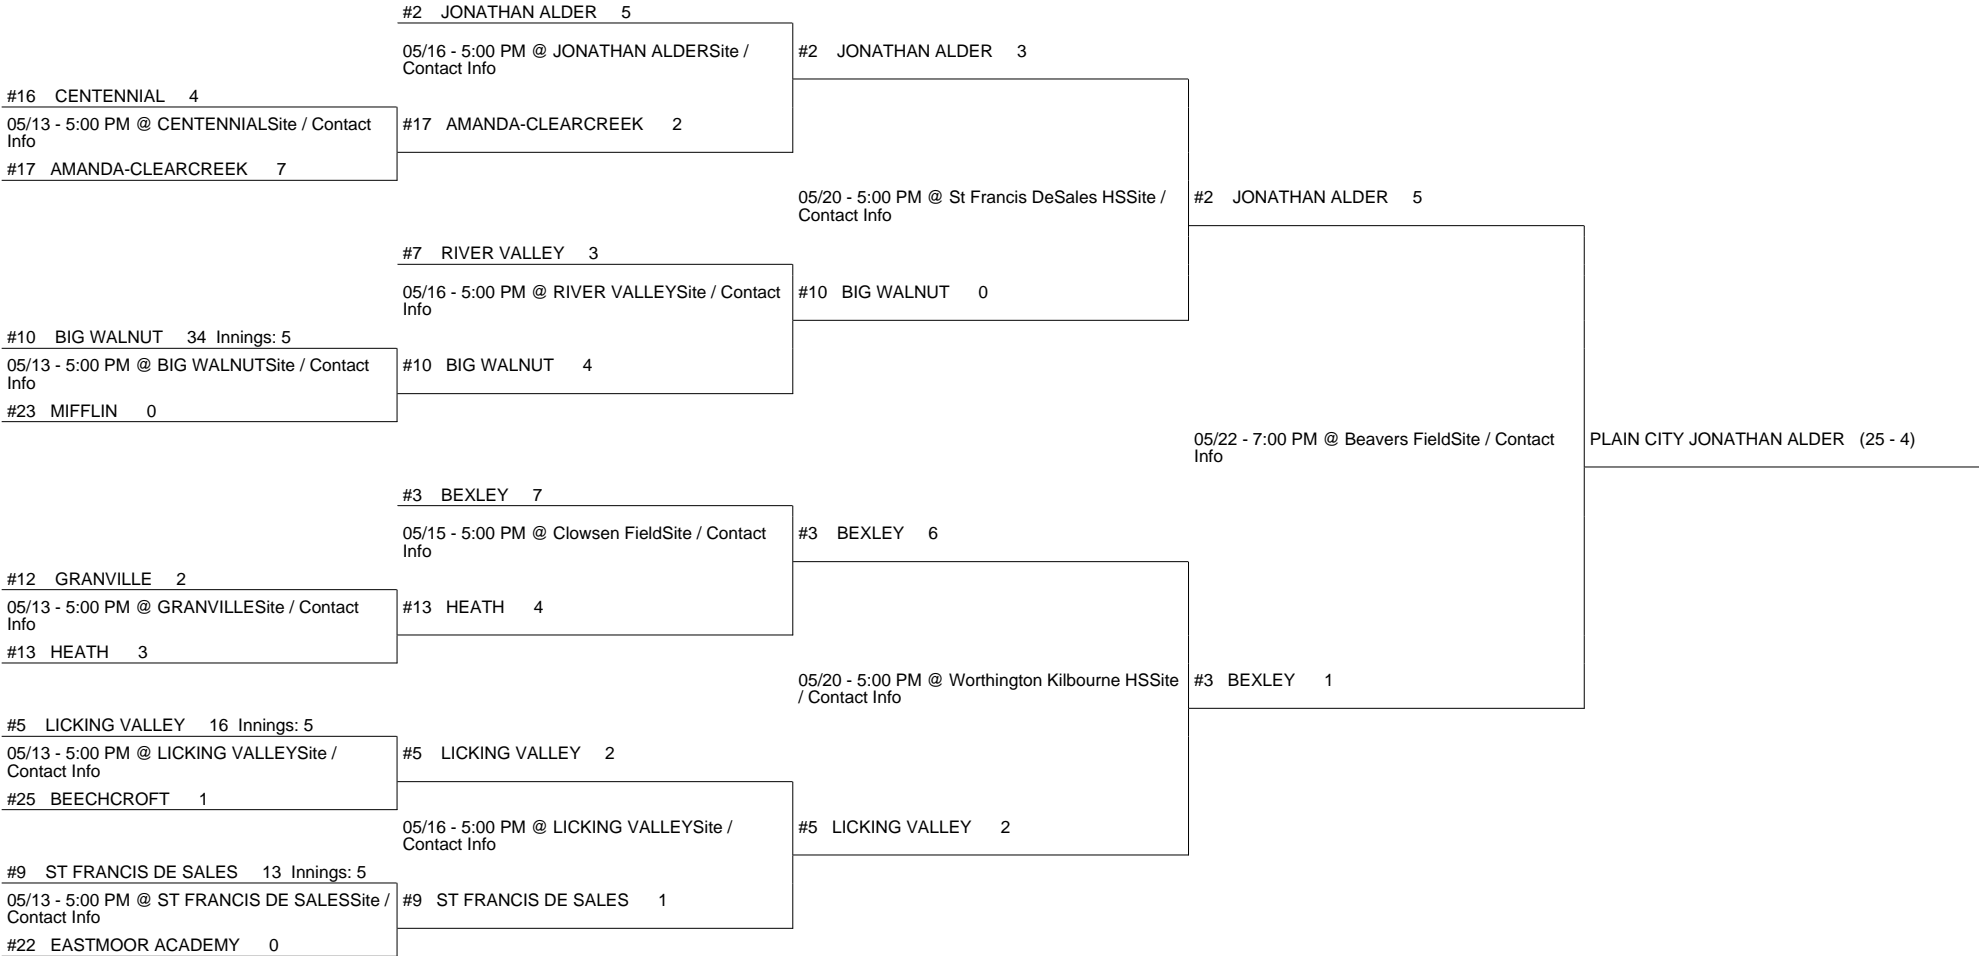 #2 JONATHAN ALDER 5
05/16 - 5:00 PM @ JONATHAN ALDERSite /
Contact Info
#2 JONATHAN ALDER 3
#16 CENTENNIAL 4
05/13 - 5:00 PM @ CENTENNIALSite / Contact
Info
#17 AMANDA-CLEARCREEK 2
#17 AMANDA-CLEARCREEK 7
05/20 - 5:00 PM @ St Francis DeSales HSSite /
Contact Info
#2 JONATHAN ALDER 5
#7 RIVER VALLEY 3
05/16 - 5:00 PM @ RIVER VALLEYSite / Contact
Info
#10 BIG WALNUT 0
#10 BIG WALNUT 34 Innings: 5
05/13 - 5:00 PM @ BIG WALNUTSite / Contact
Info
#10 BIG WALNUT 4
#23 MIFFLIN 0
05/22 - 7:00 PM @ Beavers FieldSite / Contact
Info
PLAIN CITY JONATHAN ALDER (25 - 4)
#3 BEXLEY 7
05/15 - 5:00 PM @ Clowsen FieldSite / Contact
Info
#3 BEXLEY 6
#12 GRANVILLE 2
05/13 - 5:00 PM @ GRANVILLESite / Contact
Info
#13 HEATH 4
#13 HEATH 3
05/20 - 5:00 PM @ Worthington Kilbourne HSSite
/ Contact Info
#3 BEXLEY 1
#5 LICKING VALLEY 16 Innings: 5
05/13 - 5:00 PM @ LICKING VALLEYSite /
Contact Info
#5 LICKING VALLEY 2
#25 BEECHCROFT 1
05/16 - 5:00 PM @ LICKING VALLEYSite /
Contact Info
#5 LICKING VALLEY 2
#9 ST FRANCIS DE SALES 13 Innings: 5
05/13 - 5:00 PM @ ST FRANCIS DE SALESSite /
Contact Info
#9 ST FRANCIS DE SALES 1
#22 EASTMOOR ACADEMY 0